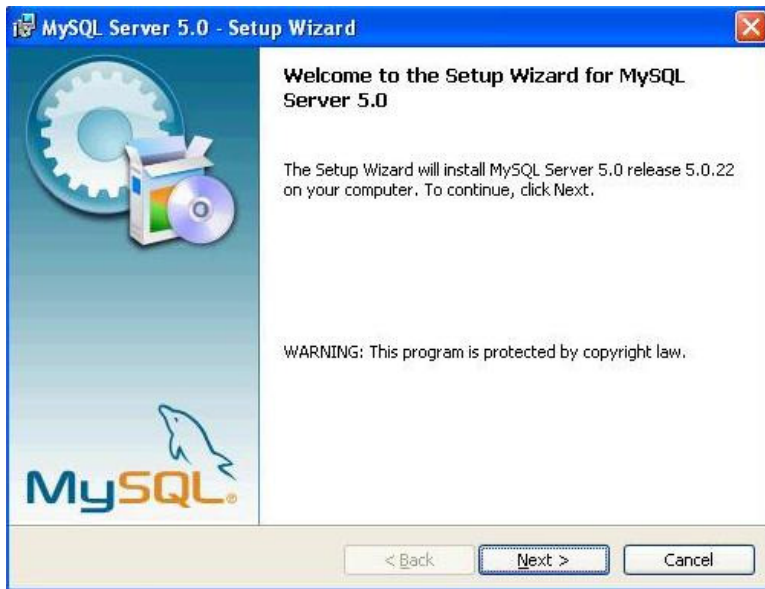 MySQL Server 5.0 - Setup Wizard
Welcome to the Setup Wizard for MySQL
Server 5.0
The Setup Wizard will install MySQL Server 5.0 release 5.0.22
on your computer. To continue, click Next.
WARNING: This program is protected by copyright law.
MySQL®
< Back
Next >
Cancel